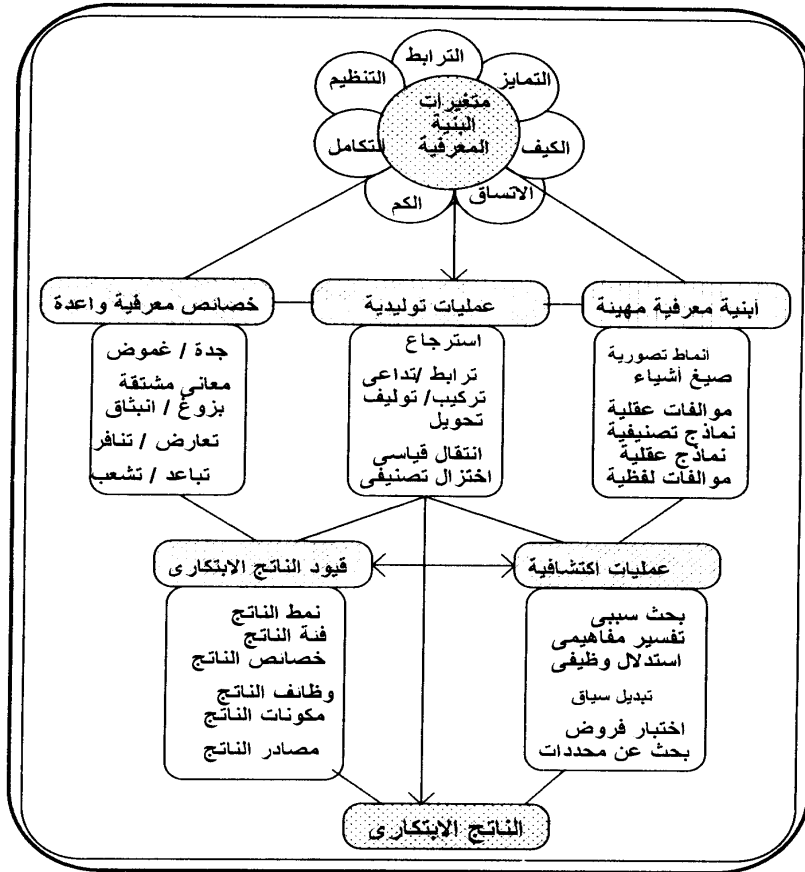 الترابط
التمايز
التنظيم
متغيرات
البنية
المعرفية
الكيف
التكامل
الاتساق
الكم
أبنية معرفية مهينة
عمليات توليدية
خصائص معرفية واعدة
انماط تصورية
صيغ أشياء
موالفات عقلية
نماذج تصنيفية
نماذج عقلية
موالفات لفظية
استرجاع
ترابط /تداعى
تركيب/ توليف
تحويل
انتقال قياسى
اختزال تصنيفى
جدة / غموض
معانى مشتقة
بزوغ / انبثاق
تعارض / تنافر
تباعد / تشعب
عمليات اكتشافية
قيود الناتج الابتكارى
بحث سببى
تفسير مفاهيمى
استدلال وظيفى
تبديل سياق
اختبار فروض
بحث عن محددات
نمط الناتج
فئة الناتج
خصائص الناتج
وظائف الناتج
مكونات الناتج
مصادر الناتج
الناتج الابتكارى